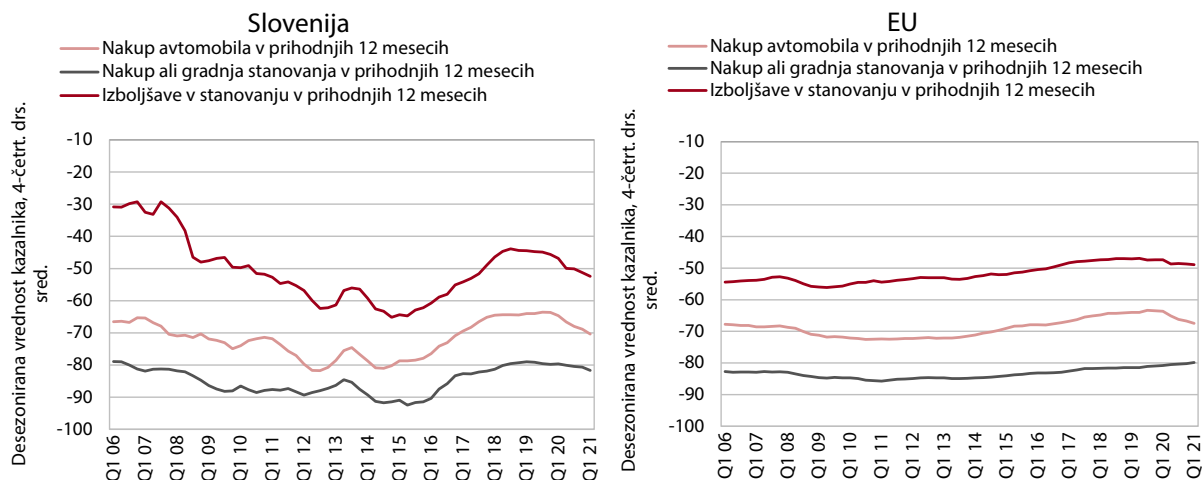 Slovenija
Nakup avtomobila v prihodnjih 12 mesecih
Nakup ali gradnja stanovanja v prihodnjih 12 mesecih
Izboljšave v stanovanju v prihodnjih 12 mesecih
Desezonirana vrednost kazalnika, 4-četrt. drs.
sred.
-10
-20
-30
-40
-50
-60
-70
-80
-90
-100
Q1 06
Q1 07
Q1 08
Q1 09
Q1 10
Q1 11
Q1 12
Q1 13
Q1 14
Q1 15
Q1 16
Q1 17
Q1 18
Q1 19
Q1 20
Q1 21
EU
Nakup avtomobila v prihodnjih 12 mesecih
Nakup ali gradnja stanovanja v prihodnjih 12 mesecih
Izboljšave v stanovanju v prihodnjih 12 mesecih
Desezonirana vrednost kazalnika, 4-četrt. drs.
sred.
-10
-20
-30
-40
-50
-60
-70
-80
-90
-100
Q1 06
Q1 07
Q1 08
Q1 09
Q1 10
Q1 11
Q1 12
Q1 13
Q1 14
Q1 15
Q1 16
Q1 17
Q1 18
Q1 19
Q1 20
Q1 21